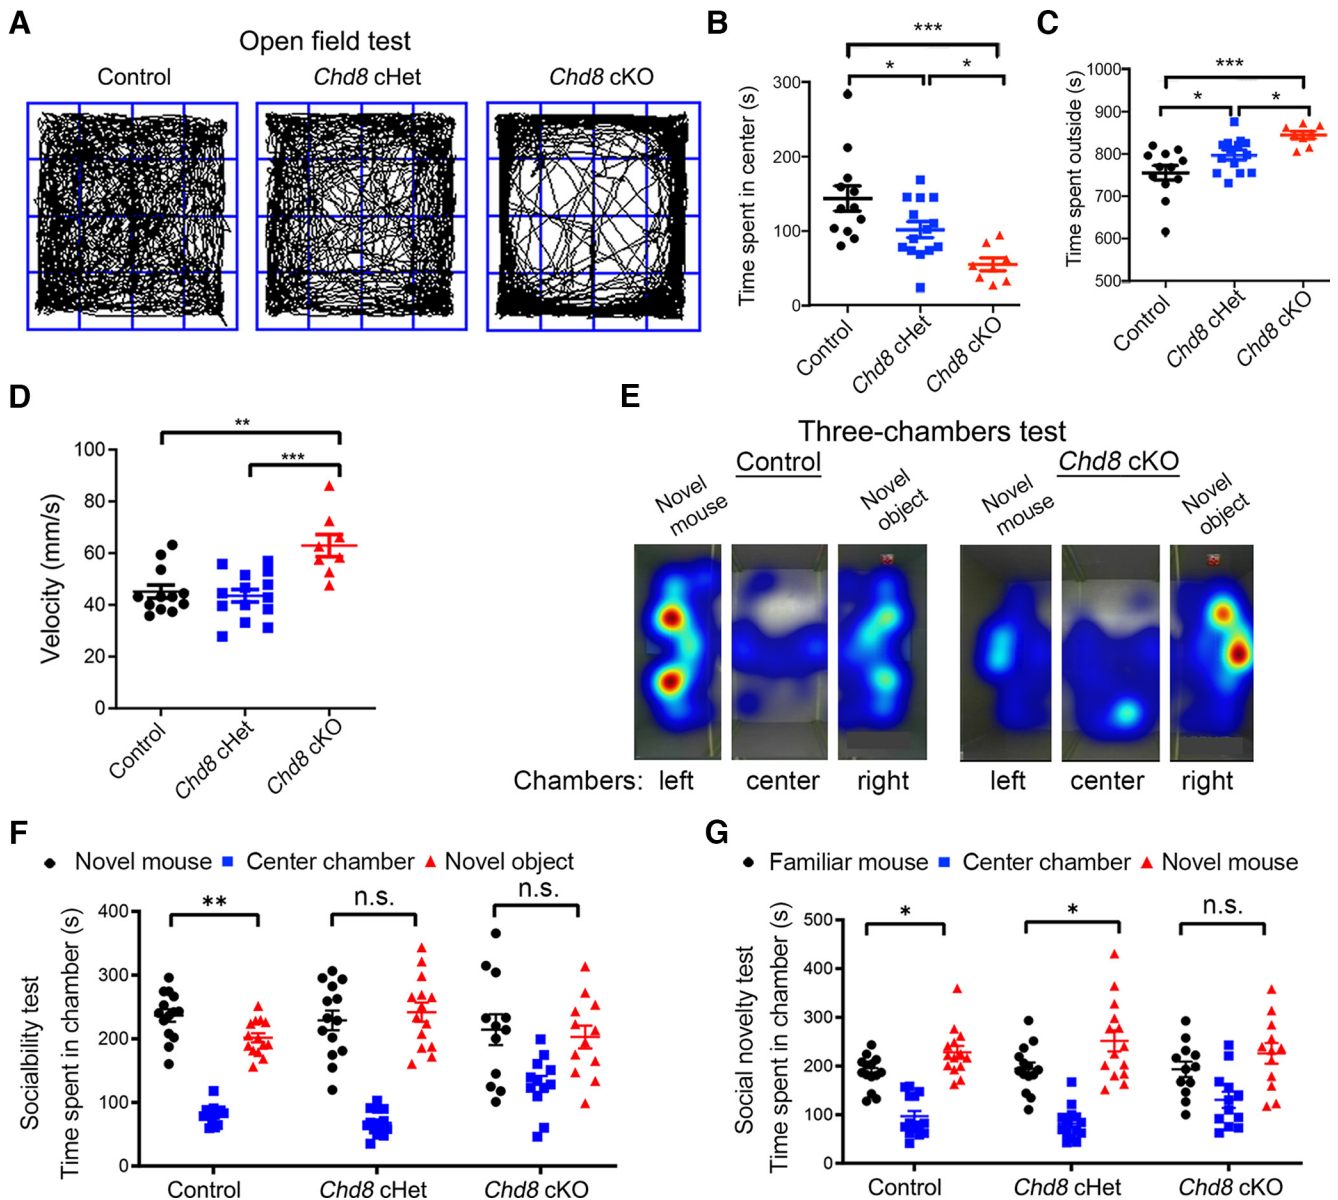 A
Open field test
Control
Chd8 cHet
Chd8 cKO
B
***
*
*
Time spent in center (s)
300
200
100
0
Control
Chd8 cHet
Chd8 cKO
C
***
*
*
Time spent outside (s)
1000
900
800
700
600
500
Control
Chd8 cHet
Chd8 cKO
D
**
***
Velocity (mm/s)
100
80
60
40
20
0
Control
Chd8 cHet
Chd8 cKO
E
Three-chambers test
Control
Chd8 cKO
Novel
mouse
Novel
object
Novel
mouse
Novel
object
Chambers: left center right left center right
F
Novel mouse Center chamber Novel object
** n.s. n.s.
Socialbility test
Time spent in chamber (s)
400
300
200
100
0
Control Chd8 cHet Chd8 cKO
G
Familiar mouse Center chamber Novel mouse
* * n.s.
Social novelty test
Time spent in chamber (s)
500
400
300
200
100
0
Control Chd8 cHet Chd8 cKO